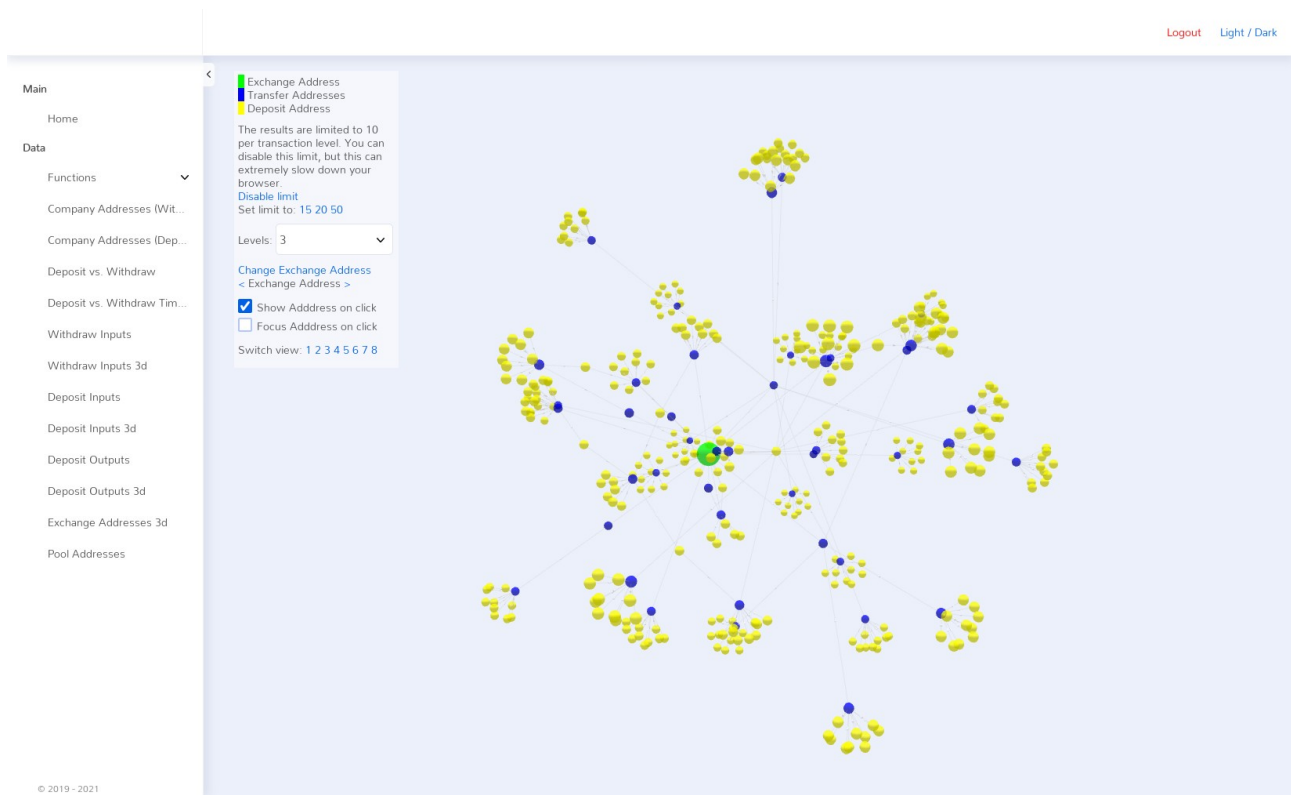 Logout Light / Dark
Main
Home
Data
Functions
Company Addresses (Wit...
Company Addresses (Dep...
Deposit vs. Withdraw
Deposit vs. Withdraw Tim...
Withdraw Inputs
Withdraw Inputs 3d
Deposit Inputs
Deposit Inputs 3d
Deposit Outputs
Deposit Outputs 3d
Exchange Addresses 3d
Pool Addresses
© 2019 - 2021
Exchange Address
Transfer Addresses
Deposit Address
The results are limited to 10
per transaction level. You can
disable this limit, but this can
extremely slow down your
browser.
Disable limit
Set limit to: 15 20 50
Levels: 3
Change Exchange Address
< Exchange Address >
Show Adddress on click
Focus Adddress on click
Switch view: 1 2 3 4 5 6 7 8